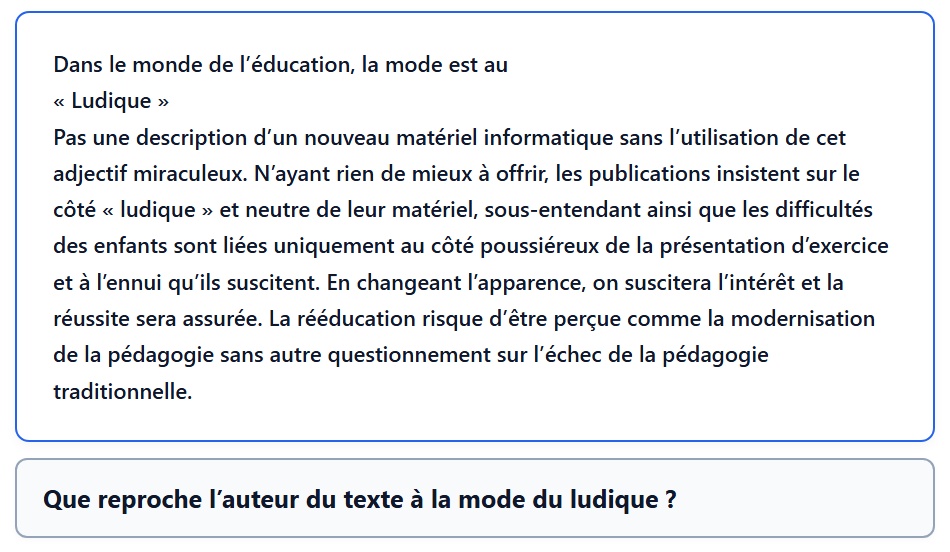 Dans le monde de l’éducation, la mode est au
« Ludique »
Pas une description d’un nouveau matériel informatique sans l’utilisation de cet
adjectif miraculeux. N’ayant rien de mieux à offrir, les publications insistent sur le
côté « ludique » et neutre de leur matériel, sous-entendant ainsi que les difficultés
des enfants sont liées uniquement au côté poussiéreux de la présentation d’exercice
et à l’ennui qu’ils suscitent. En changeant l’apparence, on suscitera l’intérêt et la
réussite sera assurée. La rééducation risque d’être perçue comme la modernisation
de la pédagogie sans autre questionnement sur l’échec de la pédagogie
traditionnelle.
Que reproche l’auteur du texte à la mode du ludique ?